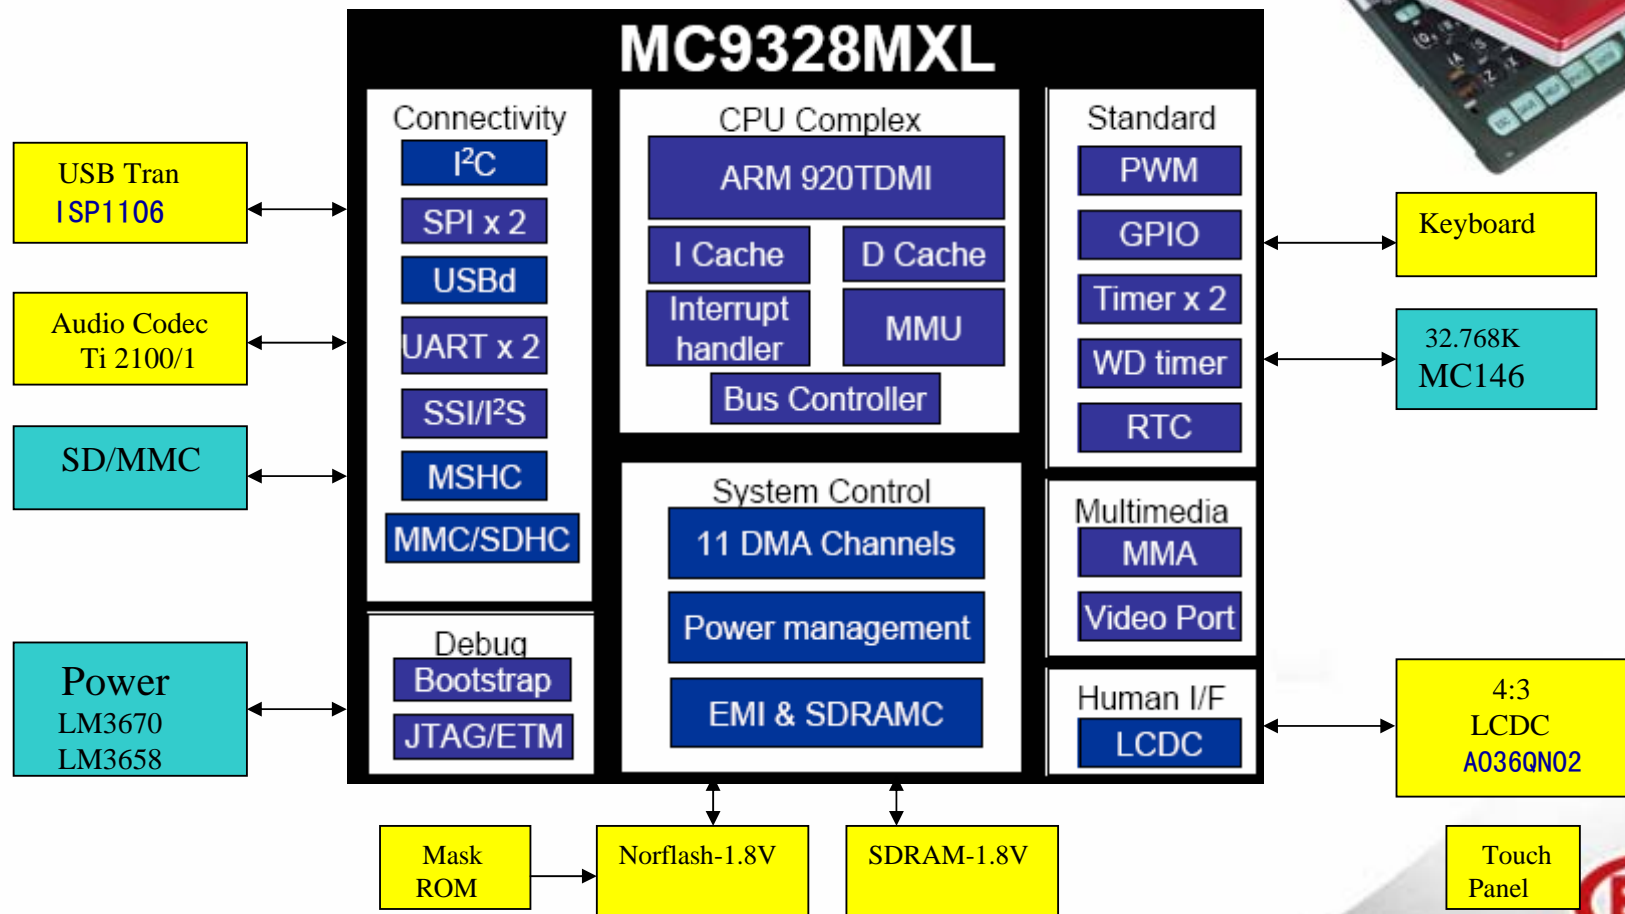 MC9328MXL
Connectivity
I²C
SPI x 2
USBd
UART x 2
SSI/I²S
MSHC
MMC/SDHC
Debug
Bootstrap
JTAG/ETM
CPU Complex
ARM 920TDMI
I Cache
D Cache
Interrupt
handler
MMU
Bus Controller
System Control
11 DMA Channels
Power management
EMI & SDRAMC
Standard
PWM
GPIO
Timer x 2
WD timer
RTC
Multimedia
MMA
Video Port
Human I/F
LCDC
USB Tran
ISP1106
Audio Codec
Ti 2100/1
SD/MMC
Power
LM3670
LM3658
Keyboard
32.768K
MC146
4:3
LCDC
A036QN02
Mask
ROM
Norflash-1.8V
SDRAM-1.8V
Touch
Panel